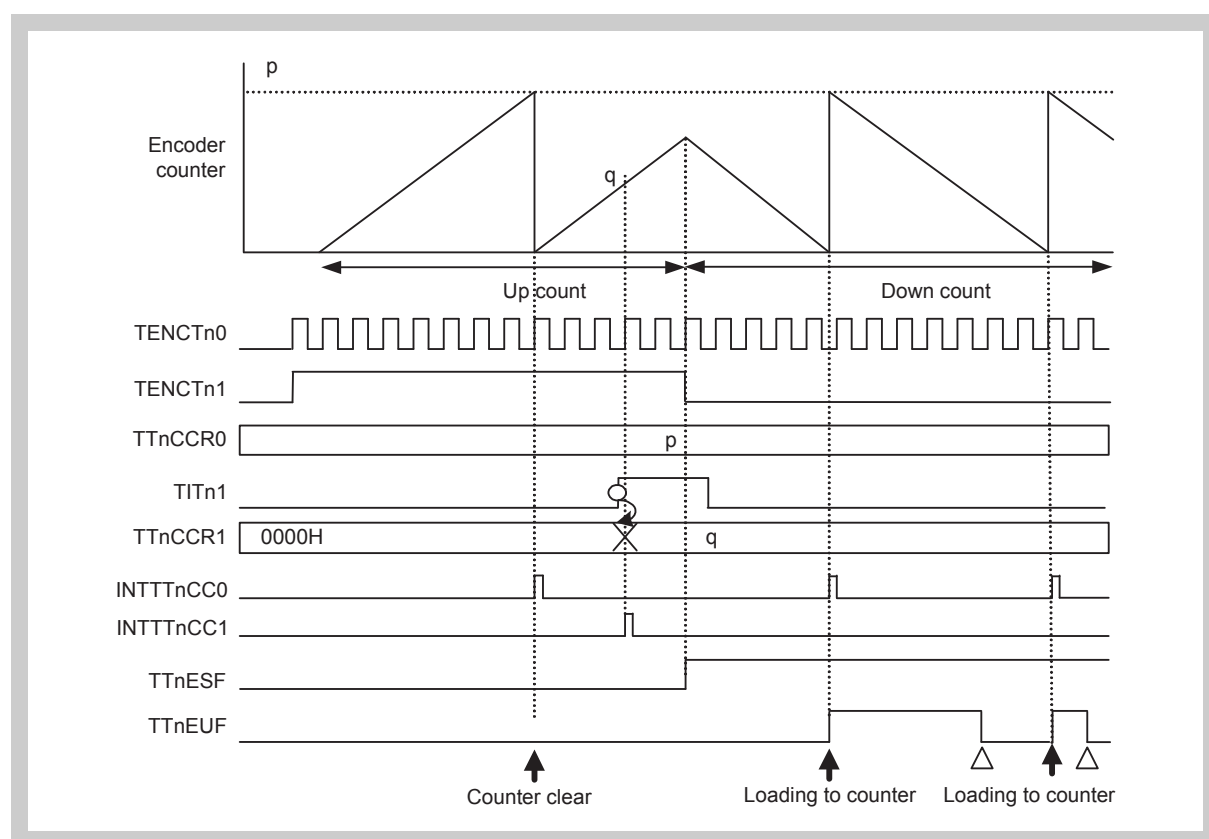 p
Encoder
counter
q
Up count
Down count
TENCTn0
TENCTn1
TTnCCR0
p
TITn1
TTnCCR1
0000H
q
INTTTnCC0
INTTTnCC1
TTnESF
TTnEUF
Counter clear
Loading to counter
Loading to counter